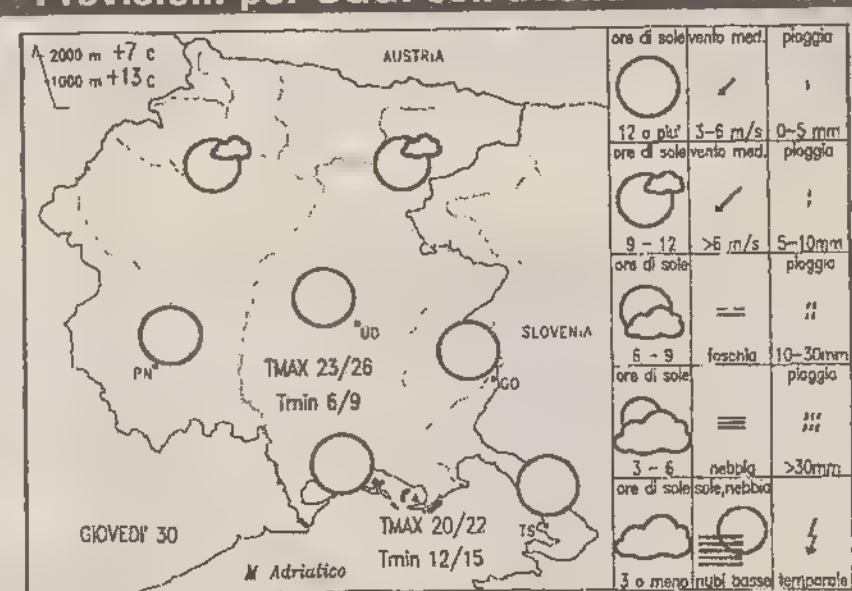 AUSTRIA
2000 m +7 c
1000 m +13 c
UD
SLOVENIA
PN
GO
TMAX 23/26
Tmin 6/9
GIOVEDI' 30
TMAX 20/22
Tmin 12/15
TS
M Adriatico
ore di sole vento med. pioggia
12 o piu' 3-6 m/s 0-5 mm
ore di sole vento med. pioggia
9 - 12 >6 m/s 5-10mm
ore di sole pioggia
6 - 9 foschia 10-30mm
ore di sole pioggia
3 - 6 nebbia >30mm
ore di sole sole,nebbia
3 o meno nubi basse temporale